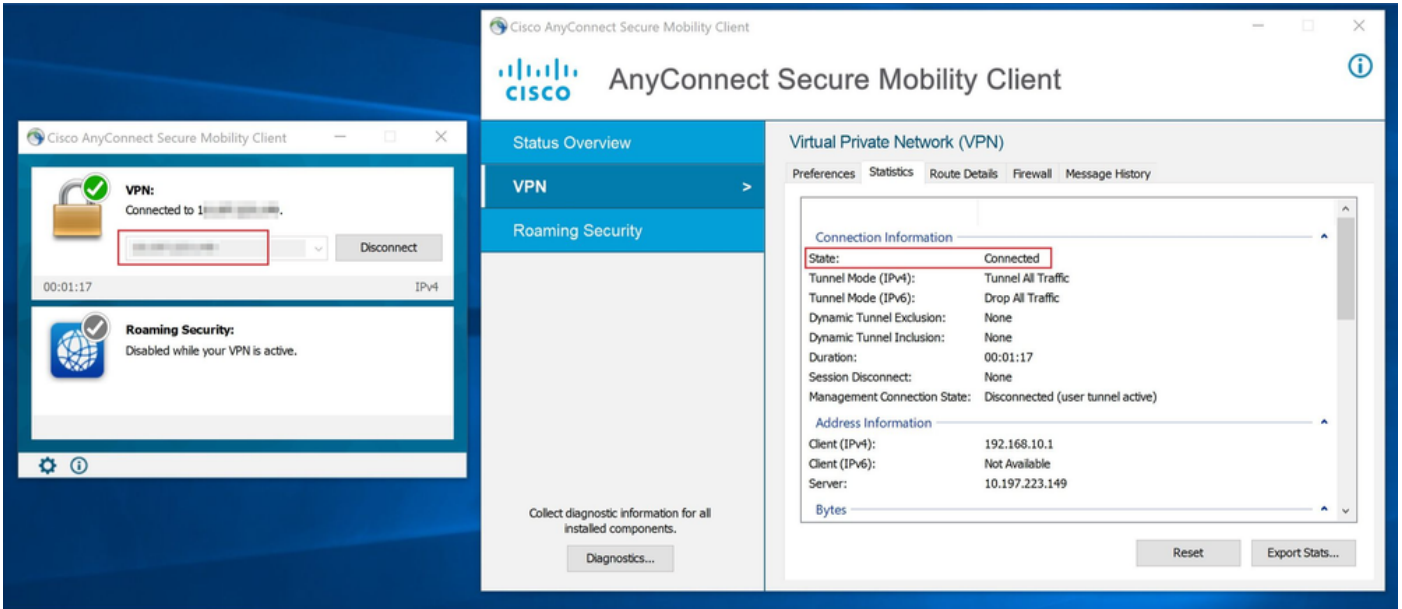 Cisco AnyConnect Secure Mobility Client
VPN:
Connected to 1
Disconnect
00:01:17 IPv4
Roaming Security:
Disabled while your VPN is active.
Cisco AnyConnect Secure Mobility Client
CISCO
AnyConnect Secure Mobility Client
Status Overview
VPN >
Roaming Security
Collect diagnostic information for all
installed components.
Diagnostics...
Virtual Private Network (VPN)
Preferences Statistics Route Details Firewall Message History
Connection Information
State: Connected
Tunnel Mode (IPv4): Tunnel All Traffic
Tunnel Mode (IPv6): Drop All Traffic
Dynamic Tunnel Exclusion: None
Dynamic Tunnel Inclusion: None
Duration: 00:01:17
Session Disconnect: None
Management Connection State: Disconnected (user tunnel active)
Address Information
Client (IPv4): 192.168.10.1
Client (IPv6): Not Available
Server: 10.197.223.149
Bytes
Reset Export Stats...